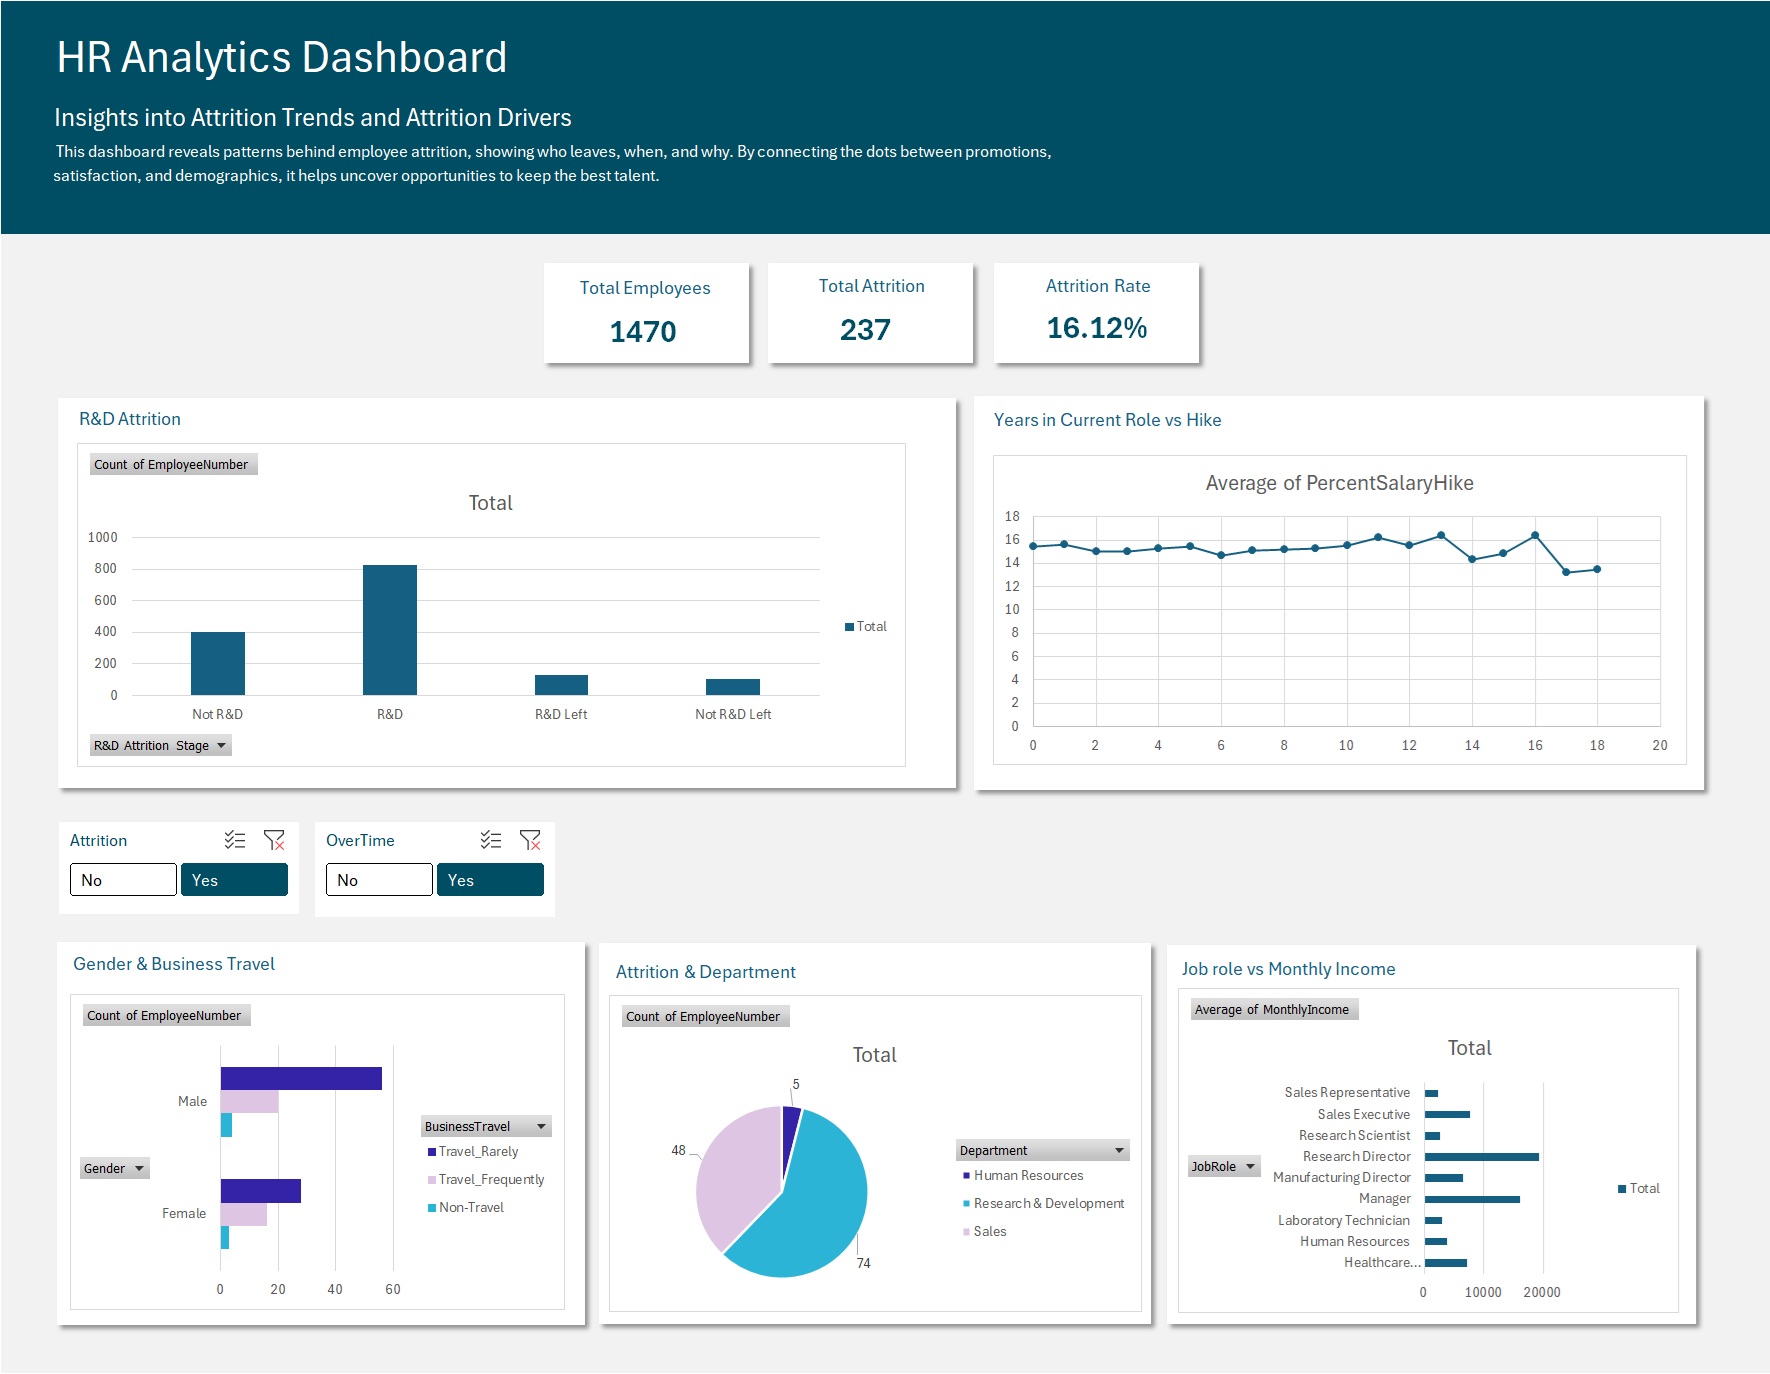 HR Analytics Dashboard
Insights into Attrition Trends and Attrition Drivers
This dashboard reveals patterns behind employee attrition, showing who leaves, when, and why. By connecting the dots between promotions,
satisfaction, and demographics, it helps uncover opportunities to keep the best talent.
Total Employees
1470
Total Attrition
237
Attrition Rate
16.12%
R&D Attrition
Count of EmployeeNumber
Total
1000
800
600
400
200
0
Not R&D
R&D
R&D Left
Not R&D Left
Total
R&D Attrition Stage
Years in Current Role vs Hike
Average of PercentSalaryHike
18
16
14
12
10
8
6
4
2
0
0 2 4 6 8 10 12 14 16 18 20
Attrition
No
Yes
OverTime
No
Yes
Gender & Business Travel
Count of EmployeeNumber
Male
Female
Gender
0 20 40 60
BusinessTravel
Travel_Rarely
Travel_Frequently
Non-Travel
Attrition & Department
Count of EmployeeNumber
Total
5
48
74
Department
Human Resources
Research & Development
Sales
Job role vs Monthly Income
Average of MonthlyIncome
Total
Sales Representative
Sales Executive
Research Scientist
Research Director
Manufacturing Director
Manager
Laboratory Technician
Human Resources
Healthcare...
JobRole
0 10000 20000
Total